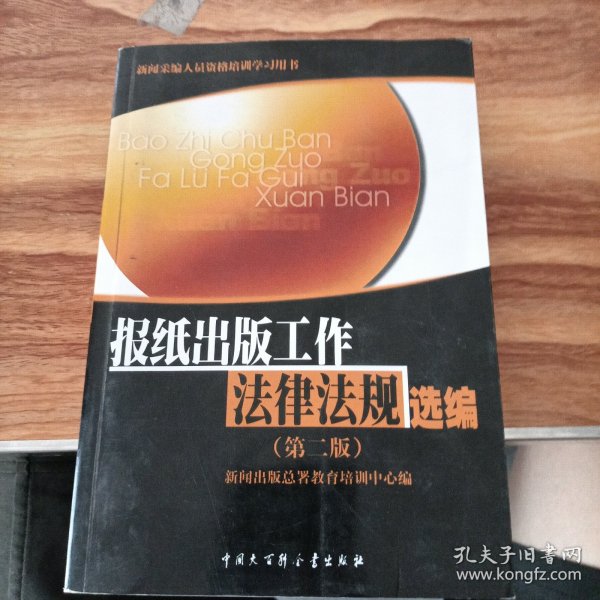 新闻采编人员资格培训学习用书
Bao Zhi Chu Ban
Gong Zuo
Fa Lü Fa Gui
Xuan Bian
报纸出版工作
法律法规选编
(第二版)
新闻出版总署教育培训中心编
中国大百科全书出版社
孔夫子旧书网
www.kongfz.com